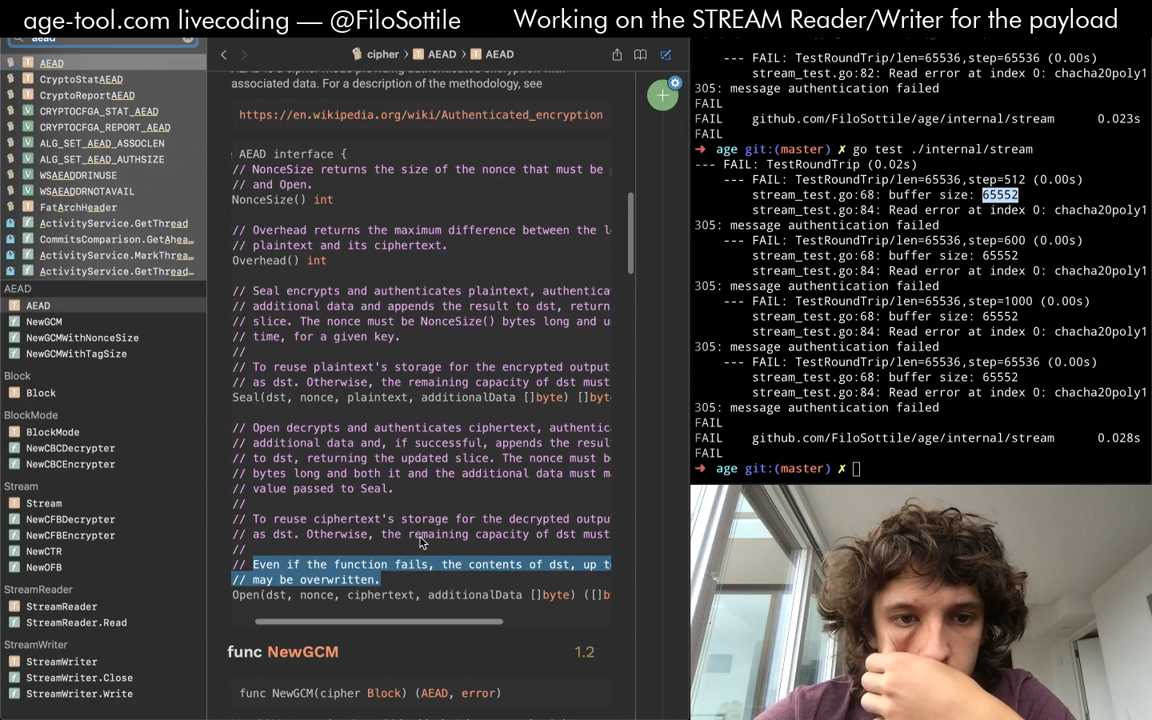 age-tool.com livecoding — @FiloSottile
Working on the STREAM Reader/Writer for the payload
aead
AEAD
CryptoStatAEAD
CryptoReportAEAD
CRYPTOCFGA_STAT_AEAD
CRYPTOCFGA_REPORT_AEAD
ALG_SET_AEAD_ASSOCLEN
ALG_SET_AEAD_AUTHSIZE
WSAEADDRINUSE
WSAEADDRNOTAVAIL
FatArchHeader
ActivityService.GetThread
CommitsComparison.GetAhea…
ActivityService.MarkThrea…
ActivityService.GetThread…
AEAD
AEAD
NewGCM
NewGCMWithNonceSize
NewGCMWithTagSize
Block
Block
BlockMode
BlockMode
NewCBCDecrypter
NewCBCEncrypter
Stream
Stream
NewCFBDecrypter
NewCFBEncrypter
NewCTR
NewOFB
StreamReader
StreamReader
StreamReader.Read
StreamWriter
StreamWriter
StreamWriter.Close
StreamWriter.Write
cipher › AEAD › AEAD
associated data. For a description of the methodology, see
https://en.wikipedia.org/wiki/Authenticated_encryption
AEAD interface {
// NonceSize returns the size of the nonce that must be
// and Open.
NonceSize() int
// Overhead returns the maximum difference between the
// plaintext and its ciphertext.
Overhead() int
// Seal encrypts and authenticates plaintext, authentica
// additional data and appends the result to dst, return
// slice. The nonce must be NonceSize() bytes long and
// time, for a given key.
//
// To reuse plaintext's storage for the encrypted output
// as dst. Otherwise, the remaining capacity of dst must
Seal(dst, nonce, plaintext, additionalData []byte) []byt
// Open decrypts and authenticates ciphertext, authentic
// additional data and, if successful, appends the resul
// to dst, returning the updated slice. The nonce must b
// bytes long and both it and the additional data must m
// value passed to Seal.
//
// To reuse ciphertext's storage for the decrypted outpu
// as dst. Otherwise, the remaining capacity of dst must
//
// Even if the function fails, the contents of dst, up t
// may be overwritten.
Open(dst, nonce, ciphertext, additionalData []byte) ([]b
func NewGCM 1.2
func NewGCM(cipher Block) (AEAD, error)
--- FAIL: TestRoundTrip/len=65536,step=65536 (0.00s)
stream_test.go:82: Read error at index 0: chacha20poly1
305: message authentication failed
FAIL
FAIL github.com/FiloSottile/age/internal/stream 0.023s
FAIL
➜ age git:(master) ✗ go test ./internal/stream
--- FAIL: TestRoundTrip (0.02s)
--- FAIL: TestRoundTrip/len=65536,step=512 (0.00s)
stream_test.go:68: buffer size: 65552
stream_test.go:84: Read error at index 0: chacha20poly1
305: message authentication failed
--- FAIL: TestRoundTrip/len=65536,step=600 (0.00s)
stream_test.go:68: buffer size: 65552
stream_test.go:84: Read error at index 0: chacha20poly1
305: message authentication failed
--- FAIL: TestRoundTrip/len=65536,step=1000 (0.00s)
stream_test.go:68: buffer size: 65552
stream_test.go:84: Read error at index 0: chacha20poly1
305: message authentication failed
--- FAIL: TestRoundTrip/len=65536,step=65536 (0.00s)
stream_test.go:68: buffer size: 65552
stream_test.go:84: Read error at index 0: chacha20poly1
305: message authentication failed
FAIL
FAIL github.com/FiloSottile/age/internal/stream 0.028s
FAIL
➜ age git:(master) ✗